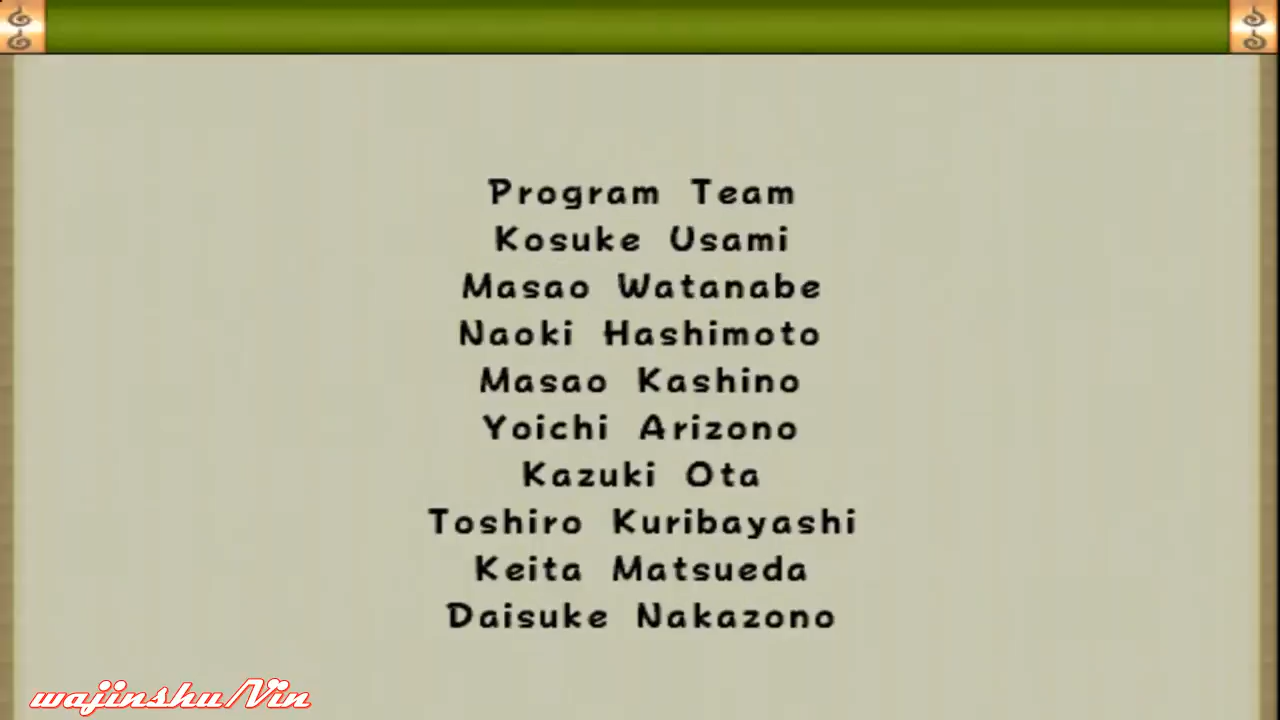 Program Team
Kosuke Usami
Masao Watanabe
Naoki Hashimoto
Masao Kashino
Yoichi Arizono
Kazuki Ota
Toshiro Kuribayashi
Keita Matsueda
Daisuke Nakazono
wajinshu/Vin